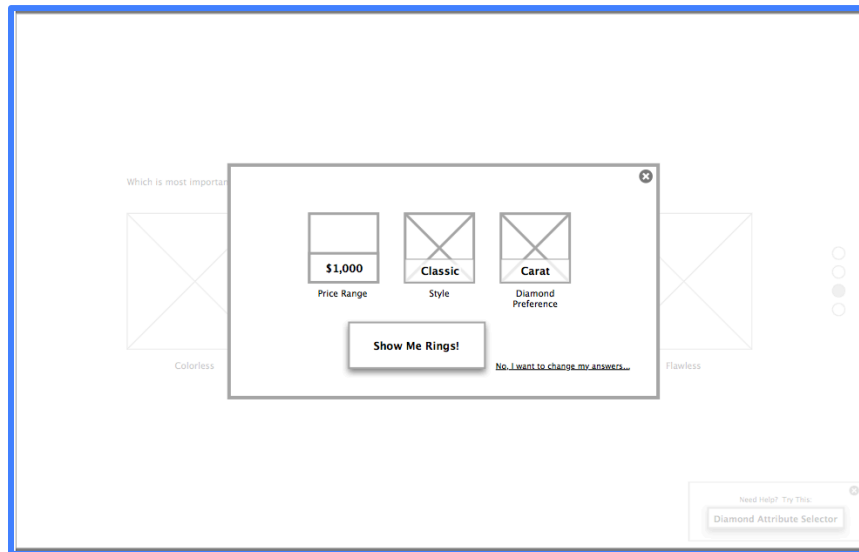 Which is most importan
$1,000
Classic
Carat
Price Range
Style
Diamond
Preference
Show Me Rings!
No, I want to change my answers...
Colorless
Flawless
Need Help? Try This:
Diamond Attribute Selector